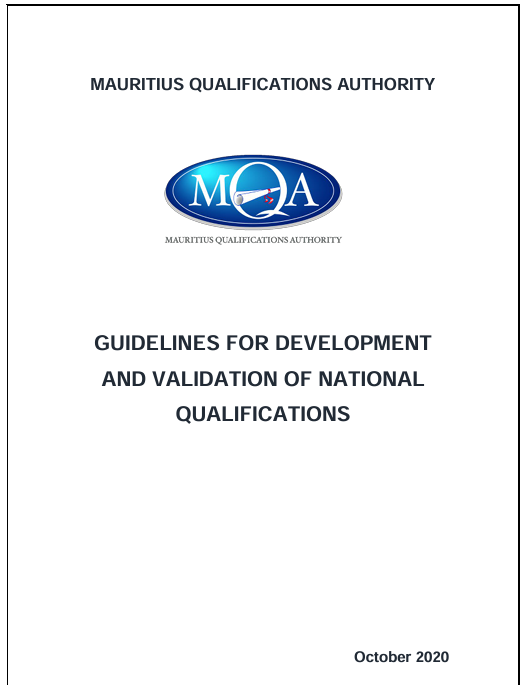 MAURITIUS QUALIFICATIONS AUTHORITY
MQA
MAURITIUS QUALIFICATIONS AUTHORITY
GUIDELINES FOR DEVELOPMENT
AND VALIDATION OF NATIONAL
QUALIFICATIONS
October 2020